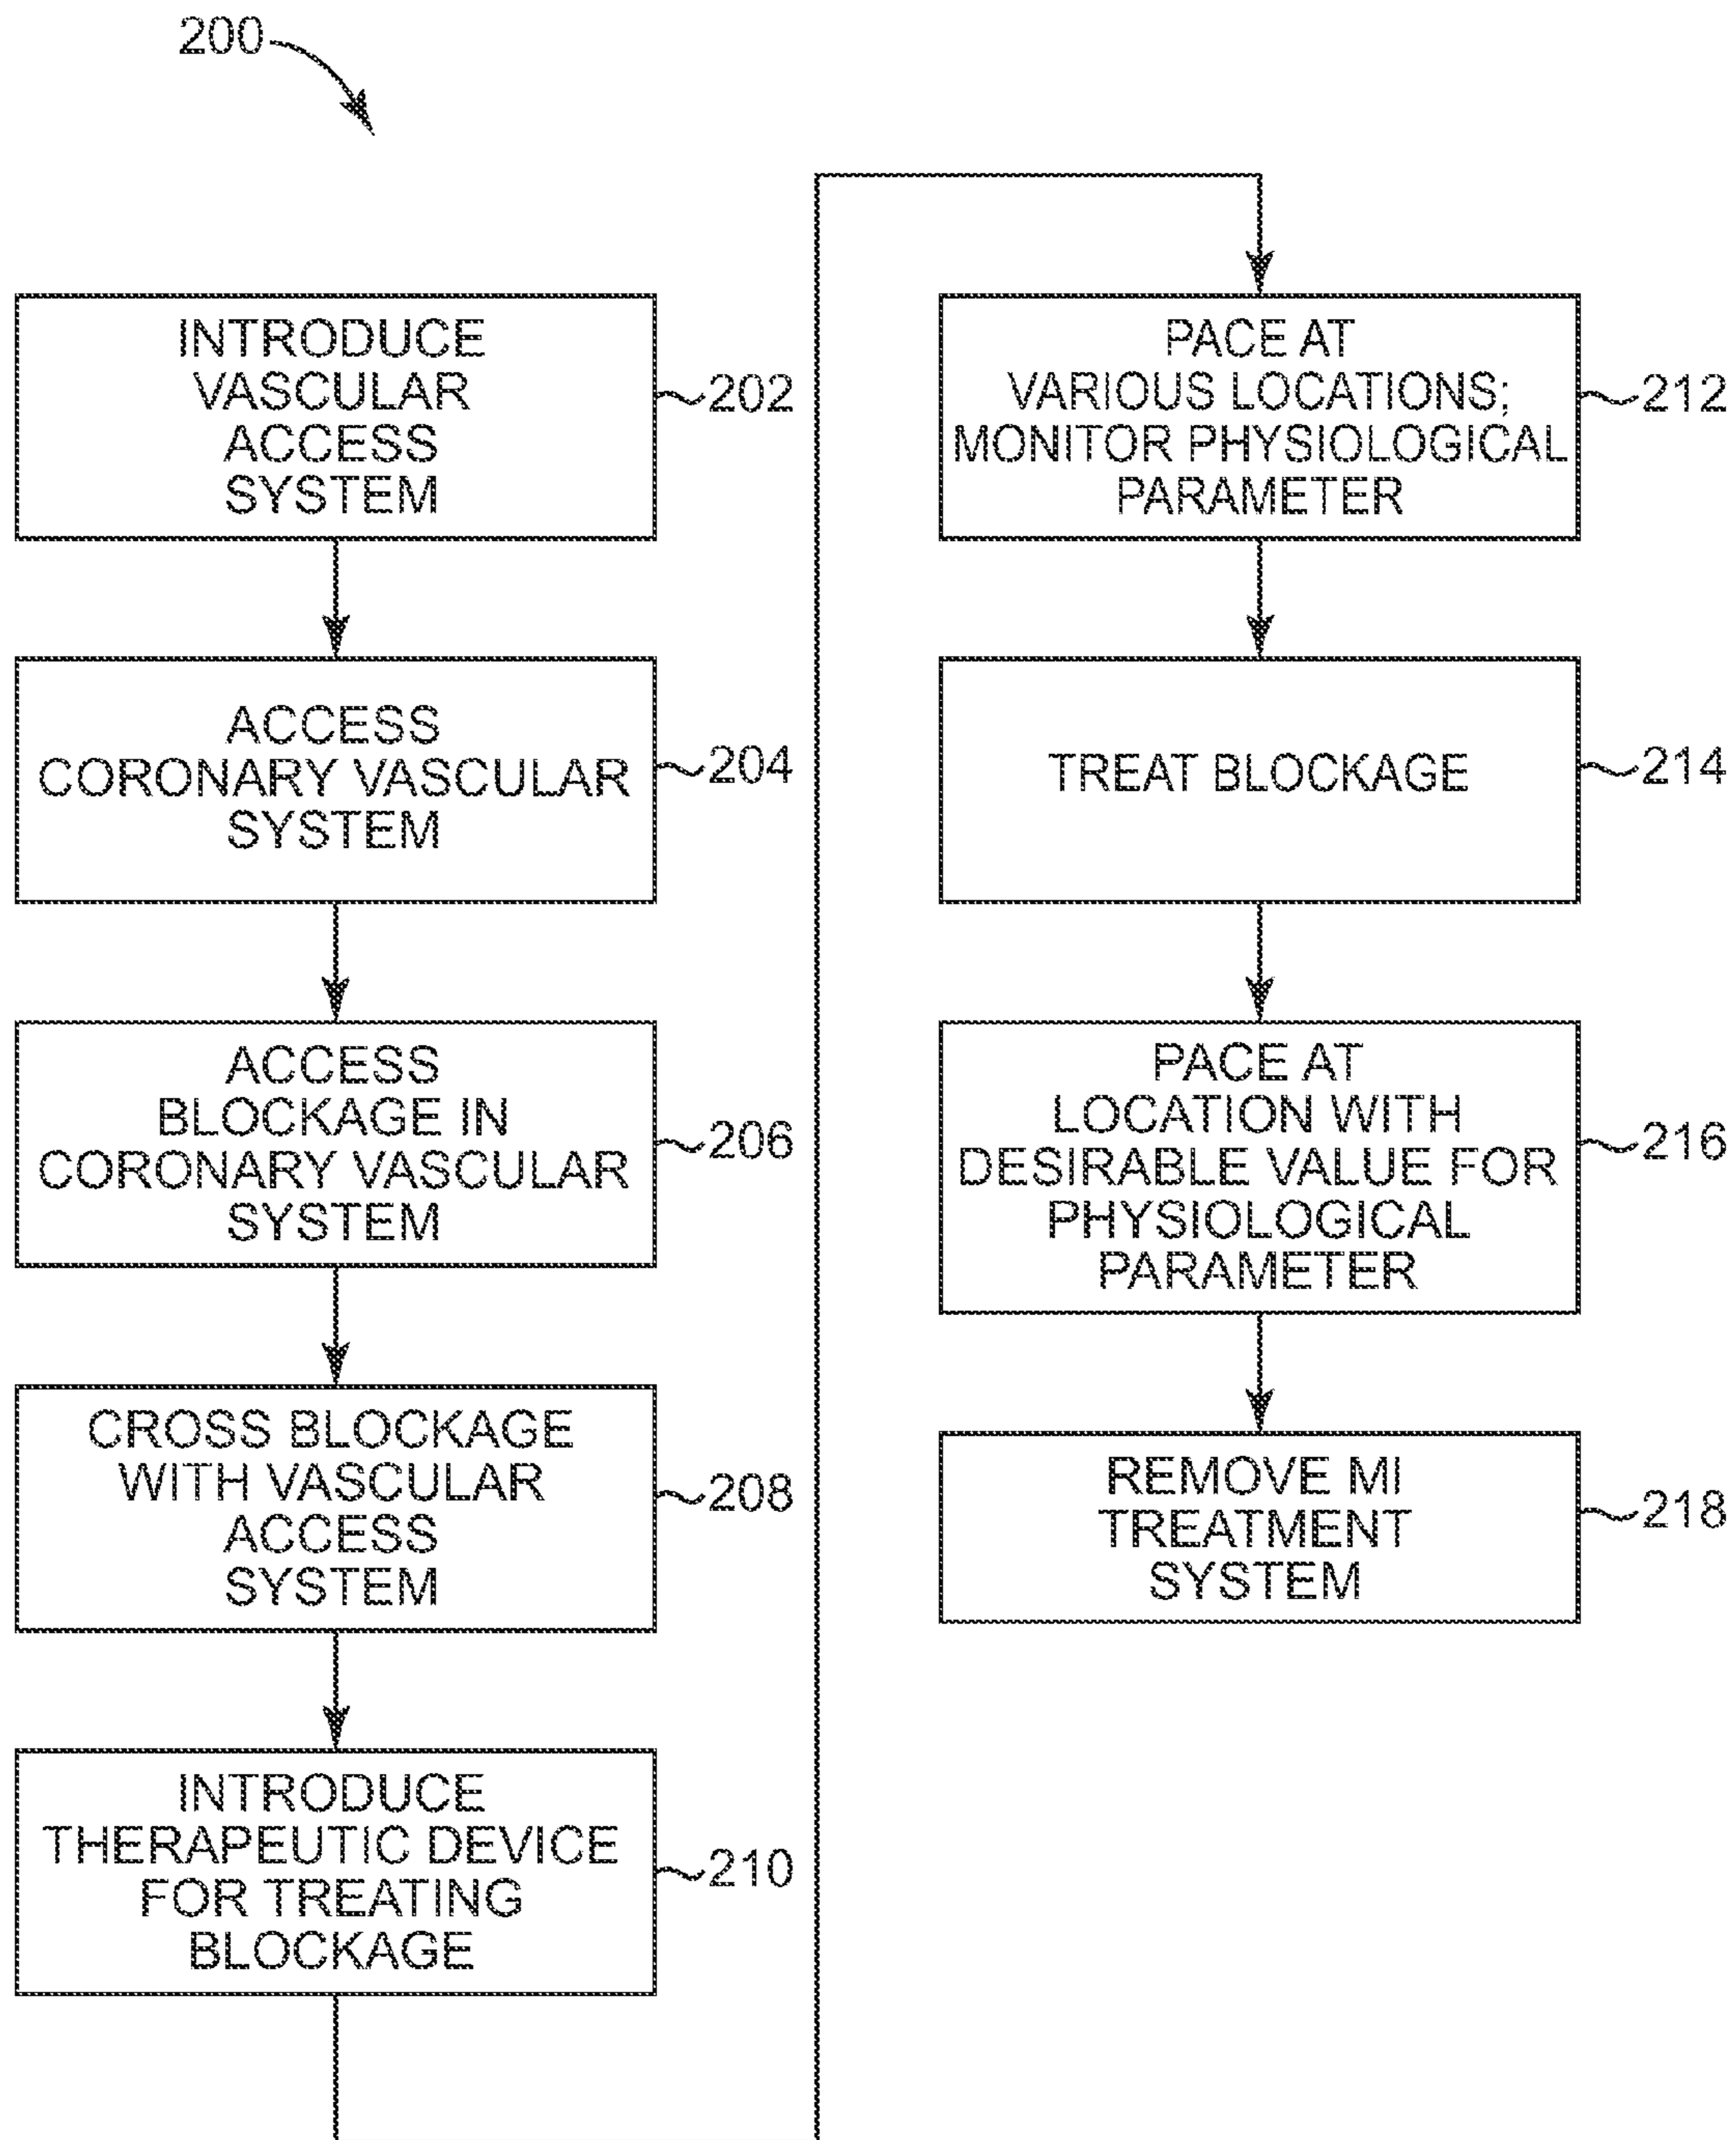 200
INTRODUCE
VASCULAR
ACCESS
SYSTEM
202
ACCESS
CORONARY VASCULAR
SYSTEM
204
ACCESS
BLOCKAGE IN
CORONARY VASCULAR
SYSTEM
206
CROSS BLOCKAGE
WITH VASCULAR
ACCESS
SYSTEM
208
INTRODUCE
THERAPEUTIC DEVICE
FOR TREATING
BLOCKAGE
210
PACE AT
VARIOUS LOCATIONS;
MONITOR PHYSIOLOGICAL
PARAMETER
212
TREAT BLOCKAGE
214
PACE AT
LOCATION WITH
DESIRABLE VALUE FOR
PHYSIOLOGICAL
PARAMETER
216
REMOVE MI
TREATMENT
SYSTEM
218